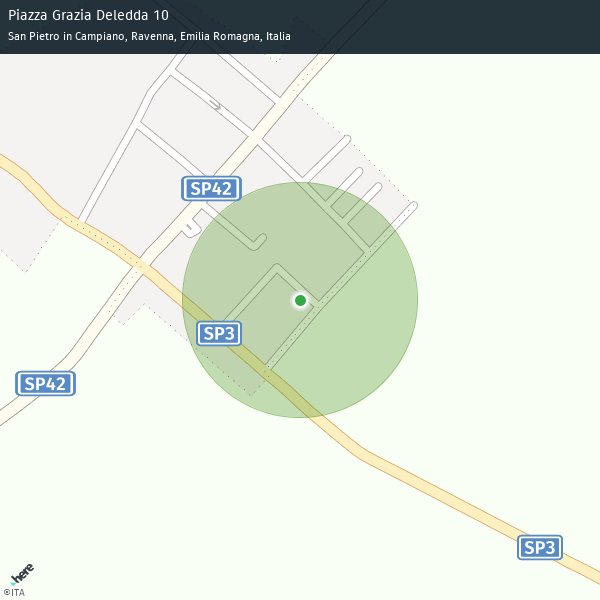 Piazza Grazia Deledda 10
San Pietro in Campiano, Ravenna, Emilia Romagna, Italia
SP42
SP3
SP42
SP3
here
©ITA